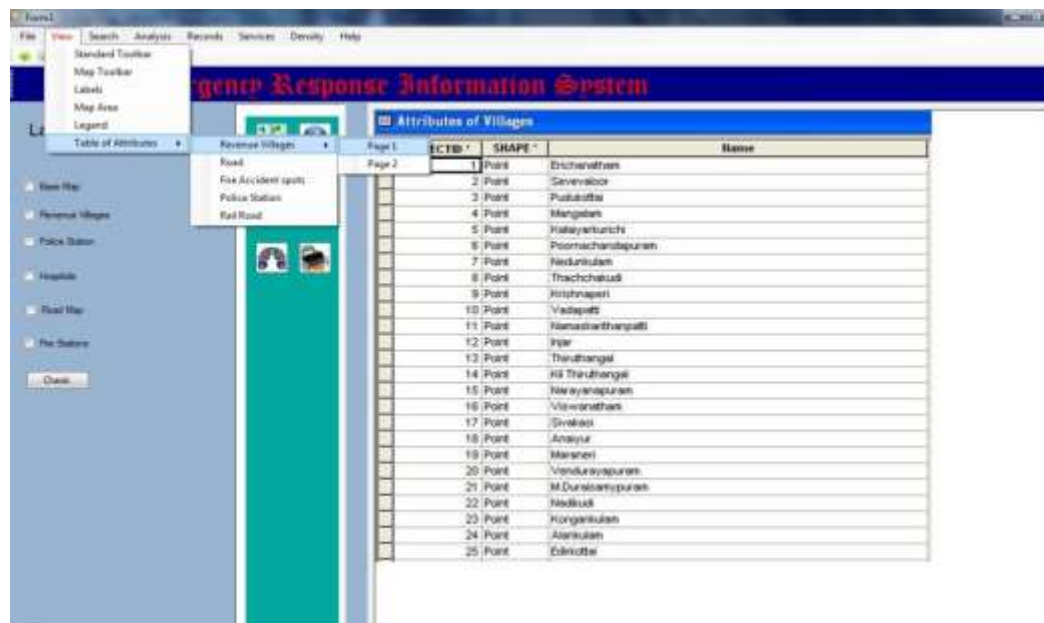 Form1
File View Search Analysis Records Services Density Help
Standard Toolbar
Map Toolbar
Labels
Map Area
Legend
Table of Attributes
Revenue Villages
Road
Fire Accident spots
Police Station
Rail Road
Page 1
Page 2
Response Information System
Base Map
Revenue Villages
Police Station
Hospitals
Road Map
Fire Stations
Attributes of Villages
ECTID * SHAPE * Name
1 Point Erichanatham
2 Point Sevevaloor
3 Point Pudukottai
4 Point Mangalam
5 Point Kalayarkurichi
6 Point Poornachandapuram
7 Point Nedunkulam
8 Point Thachchakudi
9 Point Krishnaperi
10 Point Vadapatti
11 Point Namaskarithanpatti
12 Point Injar
13 Point Thiruthangal
14 Point Kil Thiruthangal
15 Point Narayanapuram
16 Point Viswanatham
17 Point Sivakasi
18 Point Anaiyur
19 Point Maraneri
20 Point Vendurayapuram
21 Point M.Duraisamypuram
22 Point Nadikudi
23 Point Kongankulam
24 Point Alankulam
25 Point